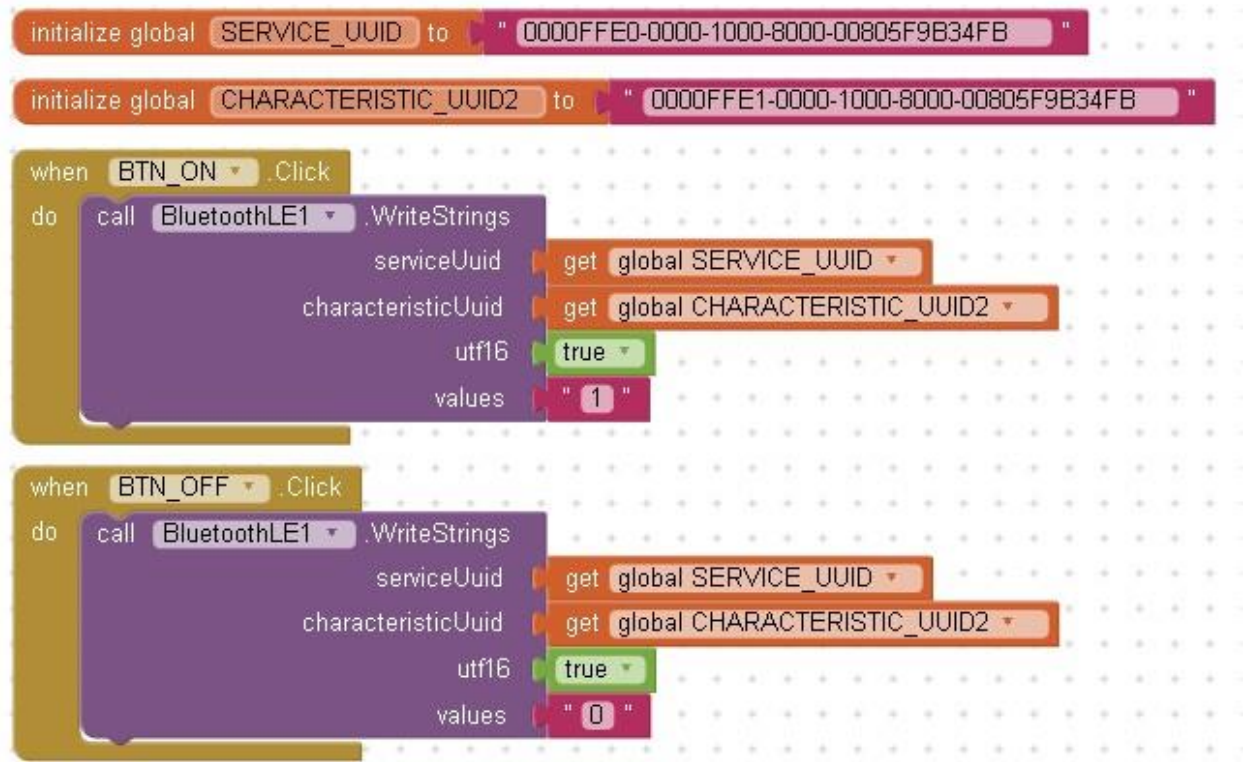 initialize global SERVICE_UUID to " 0000FFE0-0000-1000-8000-00805F9B34FB "
initialize global CHARACTERISTIC_UUID2 to " 0000FFE1-0000-1000-8000-00805F9B34FB "
when BTN_ON .Click
do call BluetoothLE1 .WriteStrings
serviceUuid get global SERVICE_UUID
characteristicUuid get global CHARACTERISTIC_UUID2
utf16 true
values " 1 "
when BTN_OFF .Click
do call BluetoothLE1 .WriteStrings
serviceUuid get global SERVICE_UUID
characteristicUuid get global CHARACTERISTIC_UUID2
utf16 true
values " 0 "